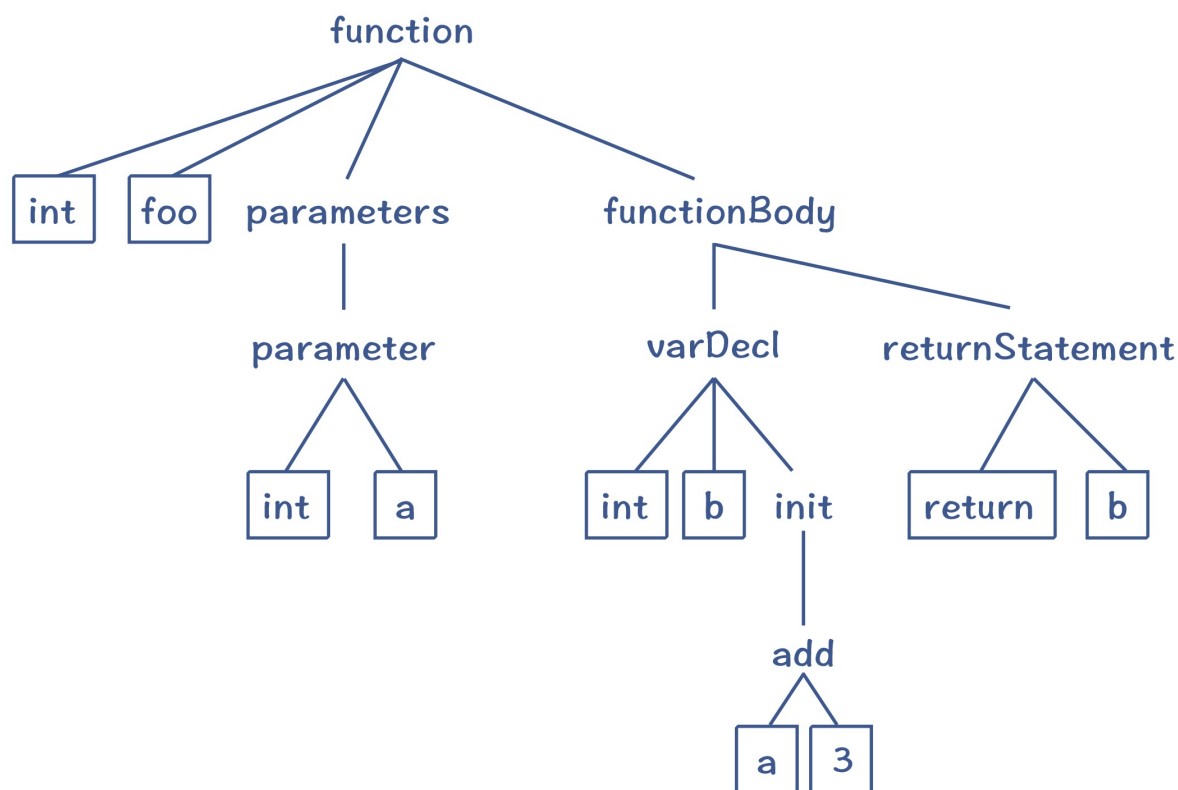 function
int foo parameters functionBody
parameter varDecl returnStatement
int a int b init return b
add
a 3